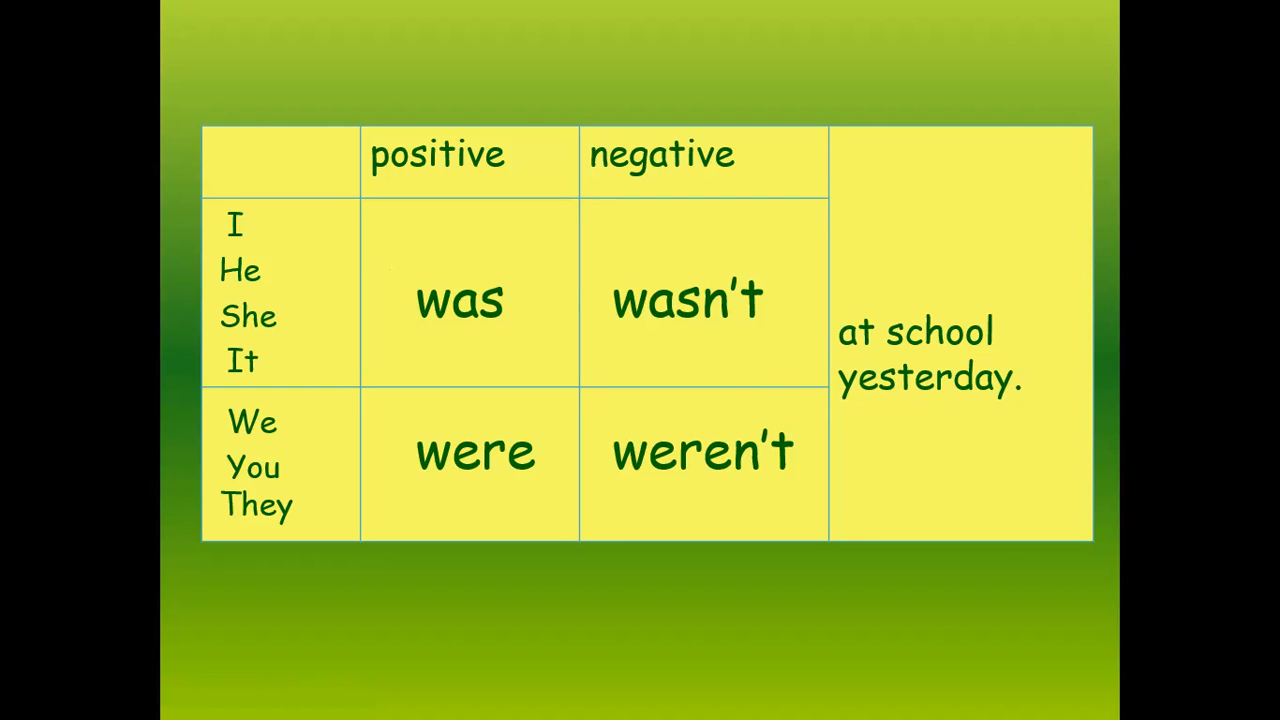 positive negative
I
He
She
It
was wasn't
at school
yesterday.
We
You
They
were weren't